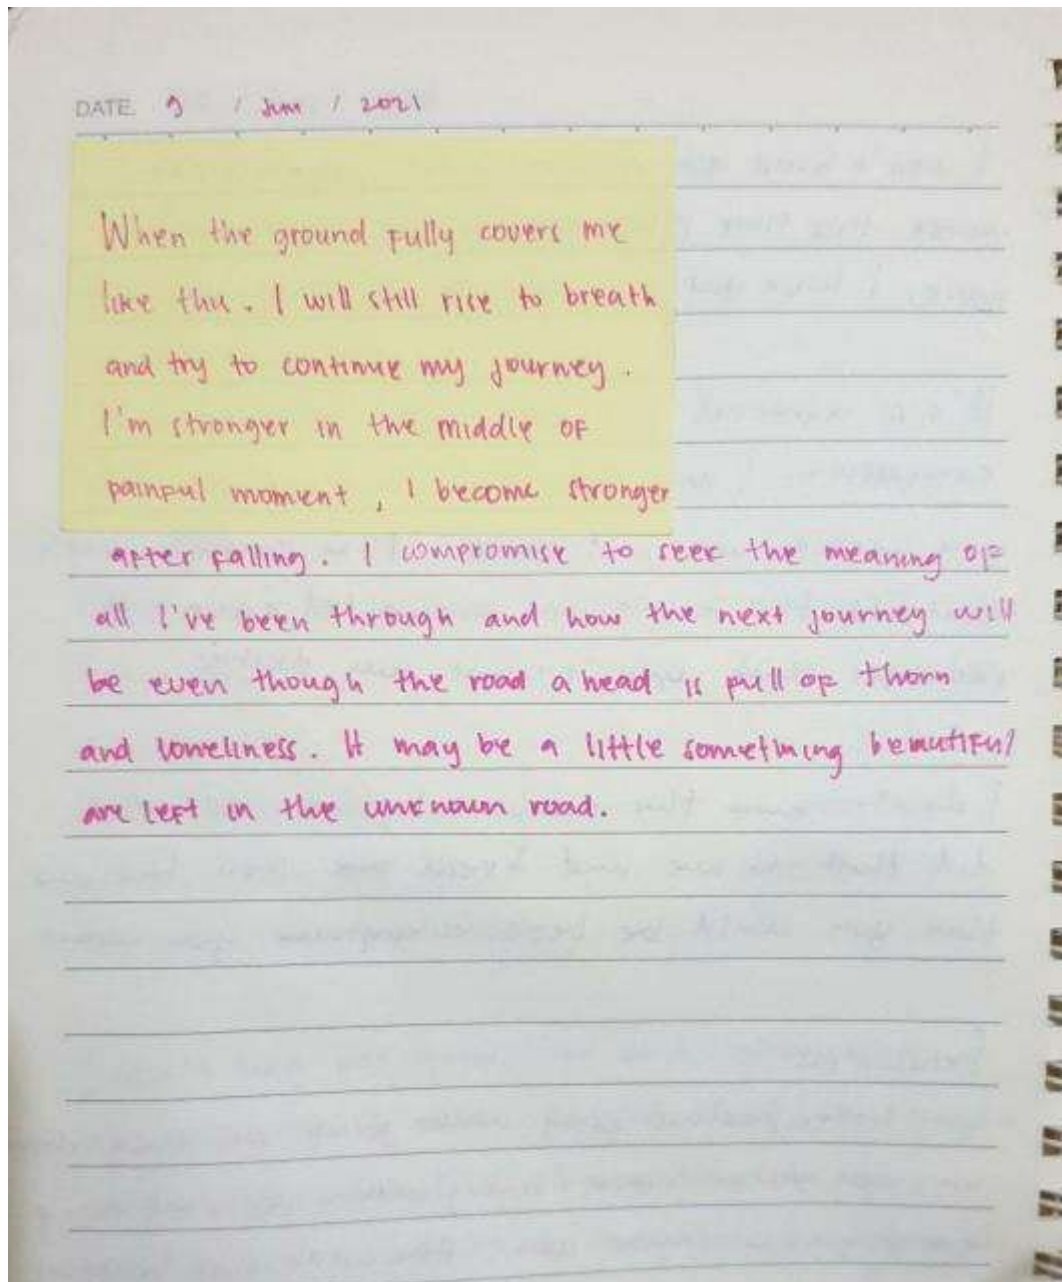 DATE. 9 / Jun / 2021
When the ground fully covers me
like this. I will still rise to breath
and try to continue my journey.
I'm stronger in the middle of
painful moment, I become stronger
after falling. I compromise to seek the meaning of
all I've been through and how the next journey will
be even though the road a head is full of thorn
and loneliness. It may be a little something beautiful
are left in the unknown road.